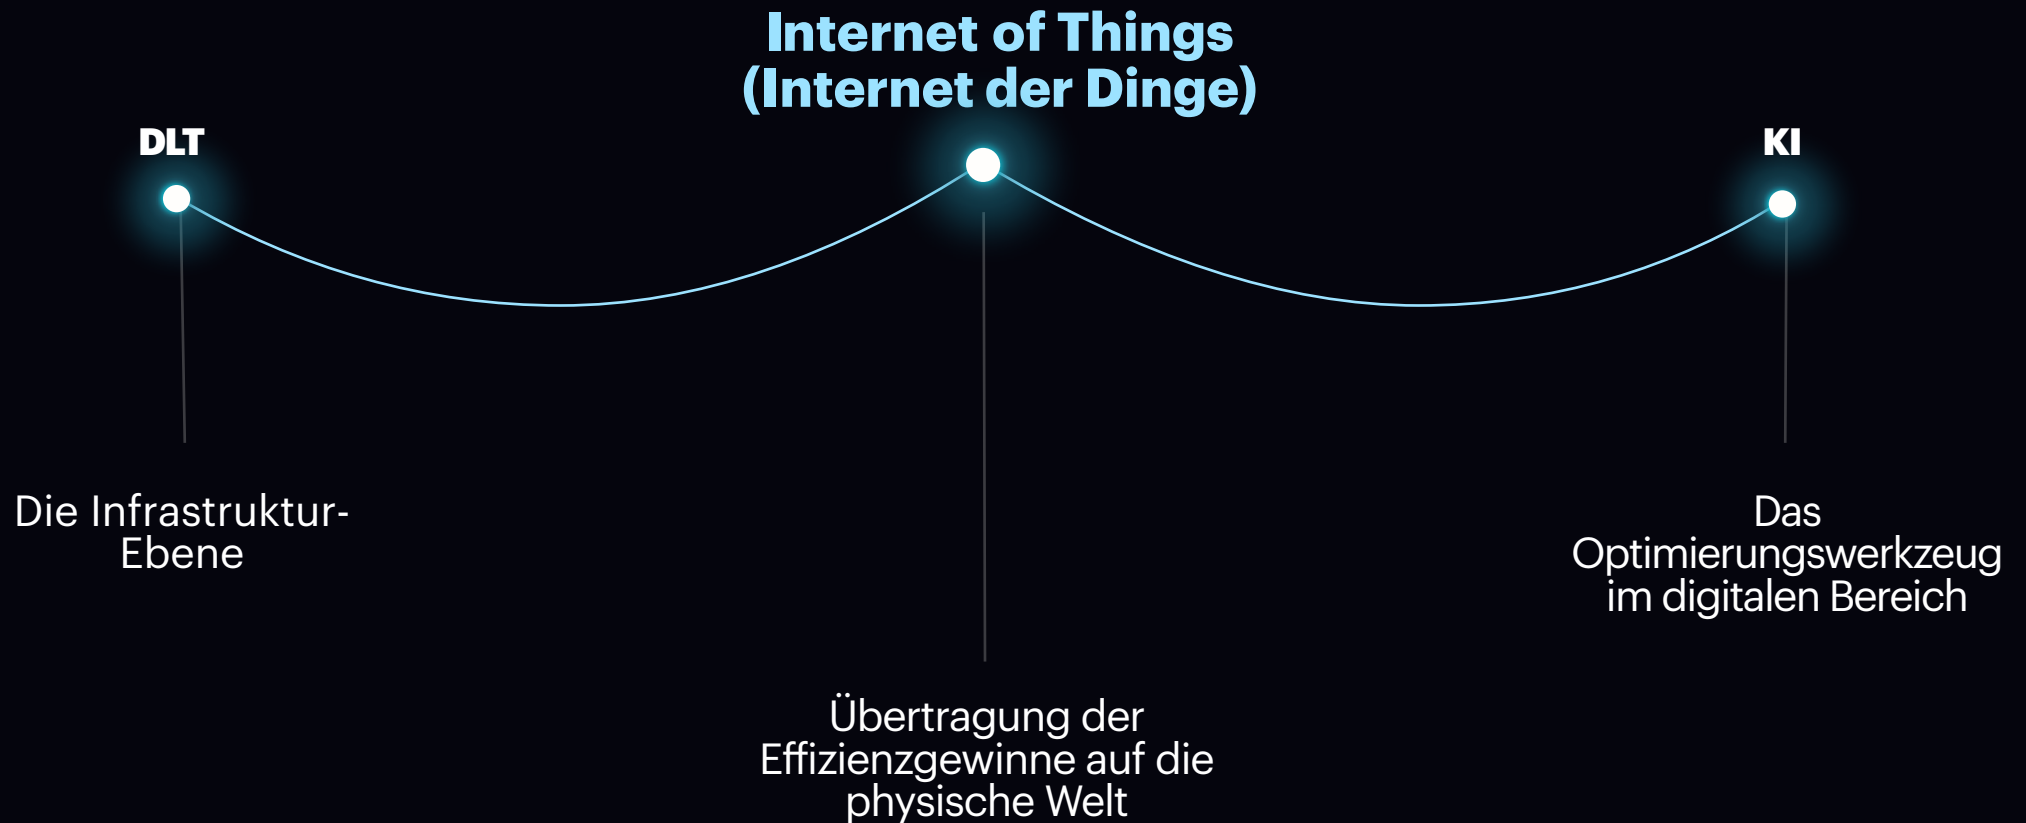 Internet of Things
(Internet der Dinge)
DLT
KI
Die Infrastruktur-
Ebene
Das
Optimierungswerkzeug
im digitalen Bereich
Übertragung der
Effizienzgewinne auf die
physische Welt